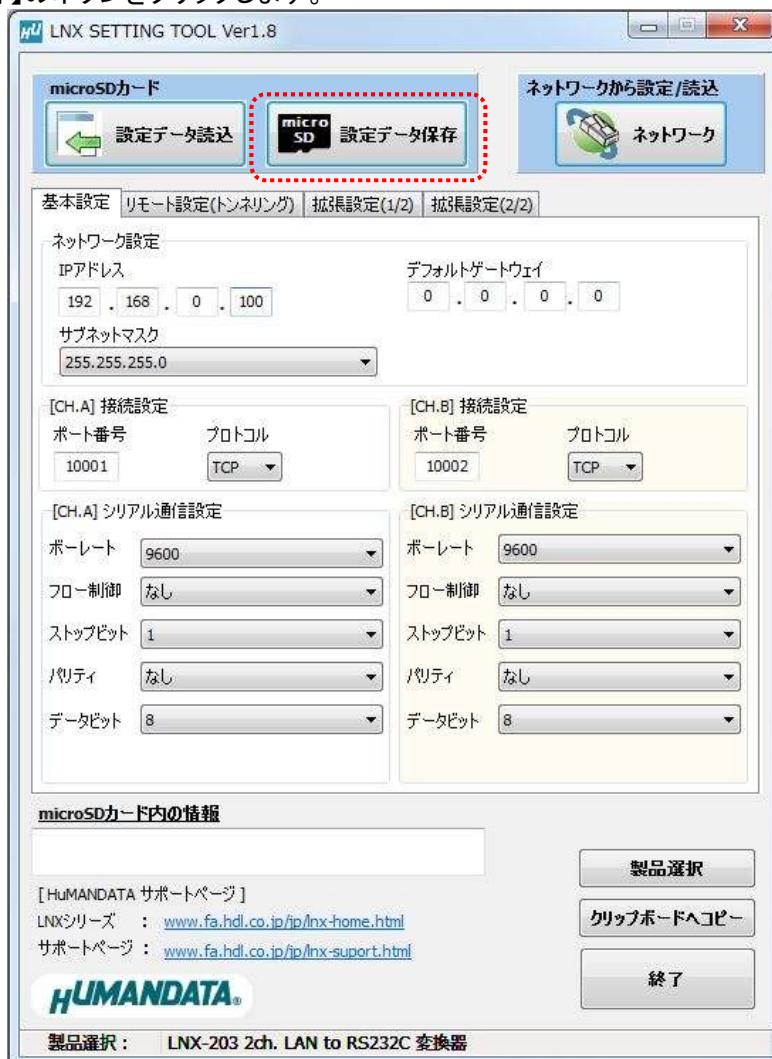 】のボタンをクリックします。
LNX SETTING TOOL Ver1.8
microSDカード
ネットワークから設定/読込
設定データ読込
micro SD
設定データ保存
ネットワーク
基本設定 リモート設定(トンネリング) 拡張設定(1/2) 拡張設定(2/2)
ネットワーク設定
IPアドレス デフォルトゲートウェイ
192 . 168 . 0 . 100 0 . 0 . 0 . 0
サブネットマスク
255.255.255.0
[CH.A] 接続設定 [CH.B] 接続設定
ポート番号 プロトコル ポート番号 プロトコル
10001 TCP 10002 TCP
[CH.A] シリアル通信設定 [CH.B] シリアル通信設定
ボーレート 9600 ボーレート 9600
フロー制御 なし フロー制御 なし
ストップビット 1 ストップビット 1
パリティ なし パリティ なし
データビット 8 データビット 8
microSDカード内の情報
製品選択
[ HuMANDATA サポートページ ]
LNXシリーズ : www.fa.hdl.co.jp/jp/lnx-home.html
クリップボードへコピー
サポートページ : www.fa.hdl.co.jp/jp/lnx-suport.html
終了
HUMANDATA®
製品選択: LNX-203 2ch. LAN to RS232C 変換器